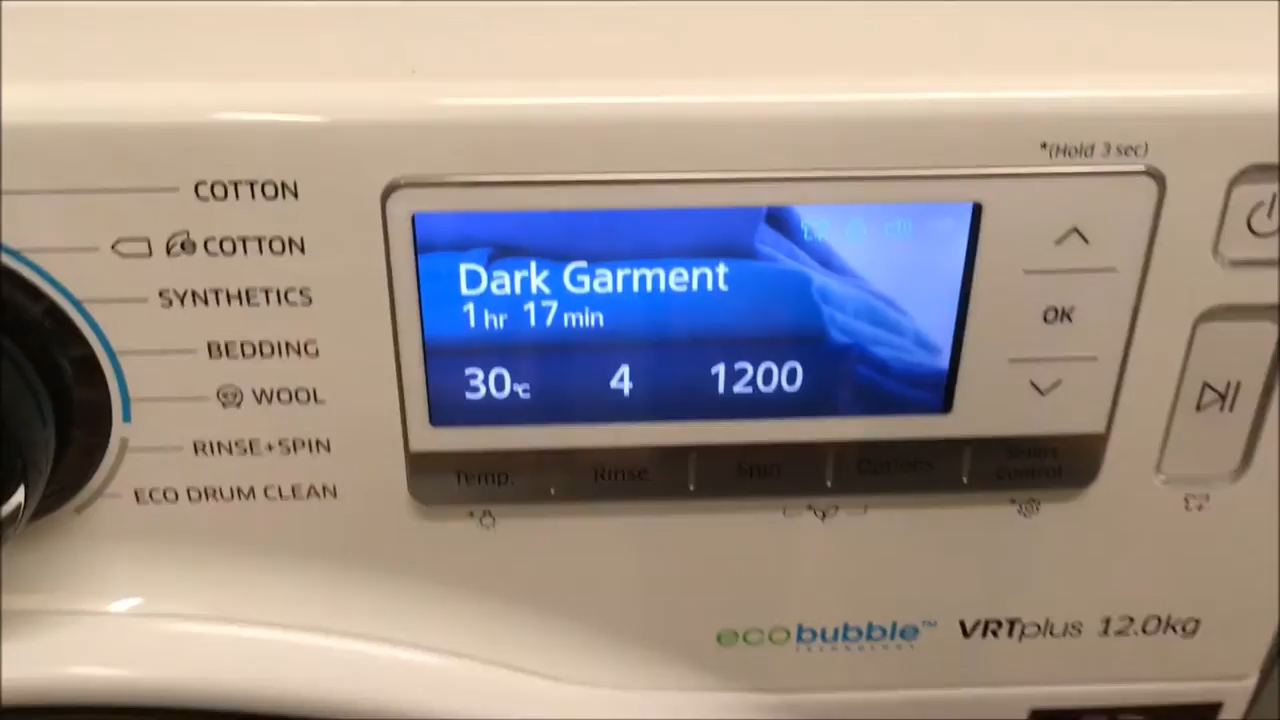 *(Hold 3 sec)
COTTON
COTTON
SYNTHETICS
BEDDING
WOOL
RINSE+SPIN
ECO DRUM CLEAN
Dark Garment
1 hr 17 min
30°C 4 1200
OK
Temp. Rinse Spin Options Smart Control
ecobubble™ VRTplus 12.0kg
TECHNOLOGY